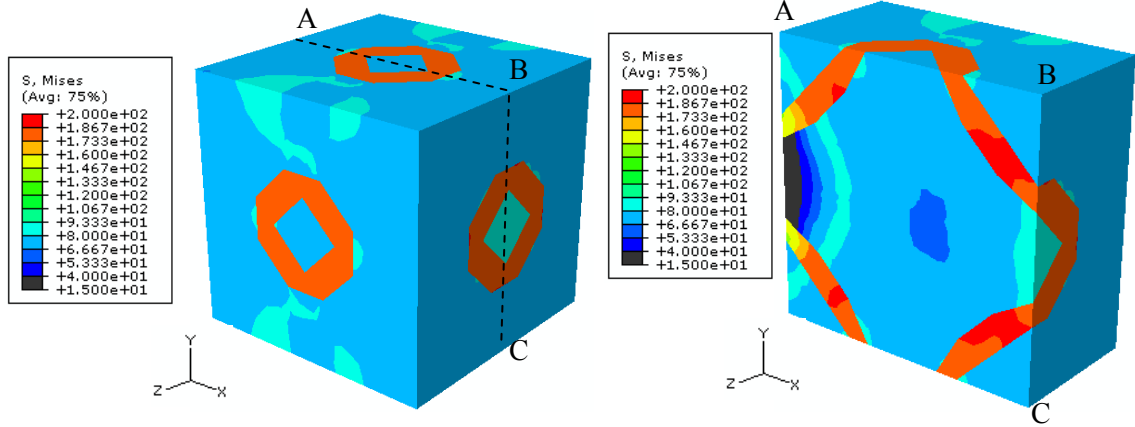 A
B
C
S, Mises
(Avg: 75%)
+2.000e+02
+1.867e+02
+1.733e+02
+1.600e+02
+1.467e+02
+1.333e+02
+1.200e+02
+1.067e+02
+9.333e+01
+8.000e+01
+6.667e+01
+5.333e+01
+4.000e+01
+1.500e+01
Y
Z
X
A
B
C
S, Mises
(Avg: 75%)
+2.000e+02
+1.867e+02
+1.733e+02
+1.600e+02
+1.467e+02
+1.333e+02
+1.200e+02
+1.067e+02
+9.333e+01
+8.000e+01
+6.667e+01
+5.333e+01
+4.000e+01
+1.500e+01
Y
Z
X